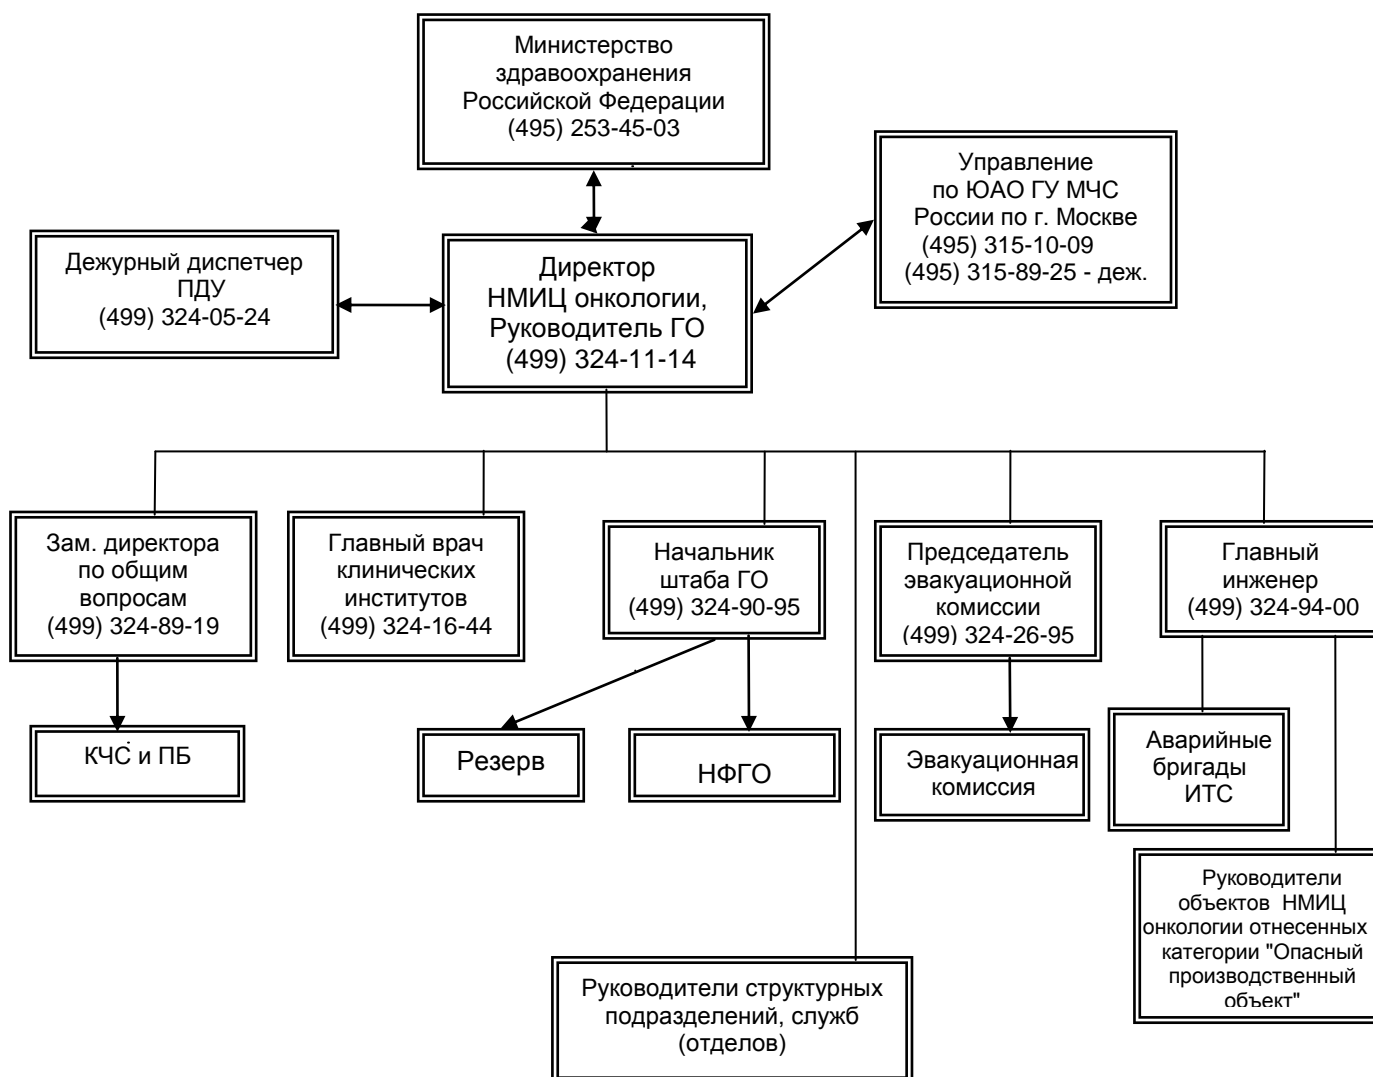 Министерство
здравоохранения
Российской Федерации
(495) 253-45-03
Управление
по ЮАО ГУ МЧС
России по г. Москве
(495) 315-10-09
(495) 315-89-25 - деж.
Дежурный диспетчер
ПДУ
(499) 324-05-24
Директор
НМИЦ онкологии,
Руководитель ГО
(499) 324-11-14
Зам. директора
по общим
вопросам
(499) 324-89-19
Главный врач
клинических
институтов
(499) 324-16-44
Начальник
штаба ГО
(499) 324-90-95
Председатель
эвакуационной
комиссии
(499) 324-26-95
Главный
инженер
(499) 324-94-00
КЧС и ПБ
Резерв
НФГО
Эвакуационная
комиссия
Аварийные
бригады
ИТС
Руководители
объектов НМИЦ
онкологии отнесенных
категории "Опасный
производственный
объект"
Руководители структурных
подразделений, служб
(отделов)